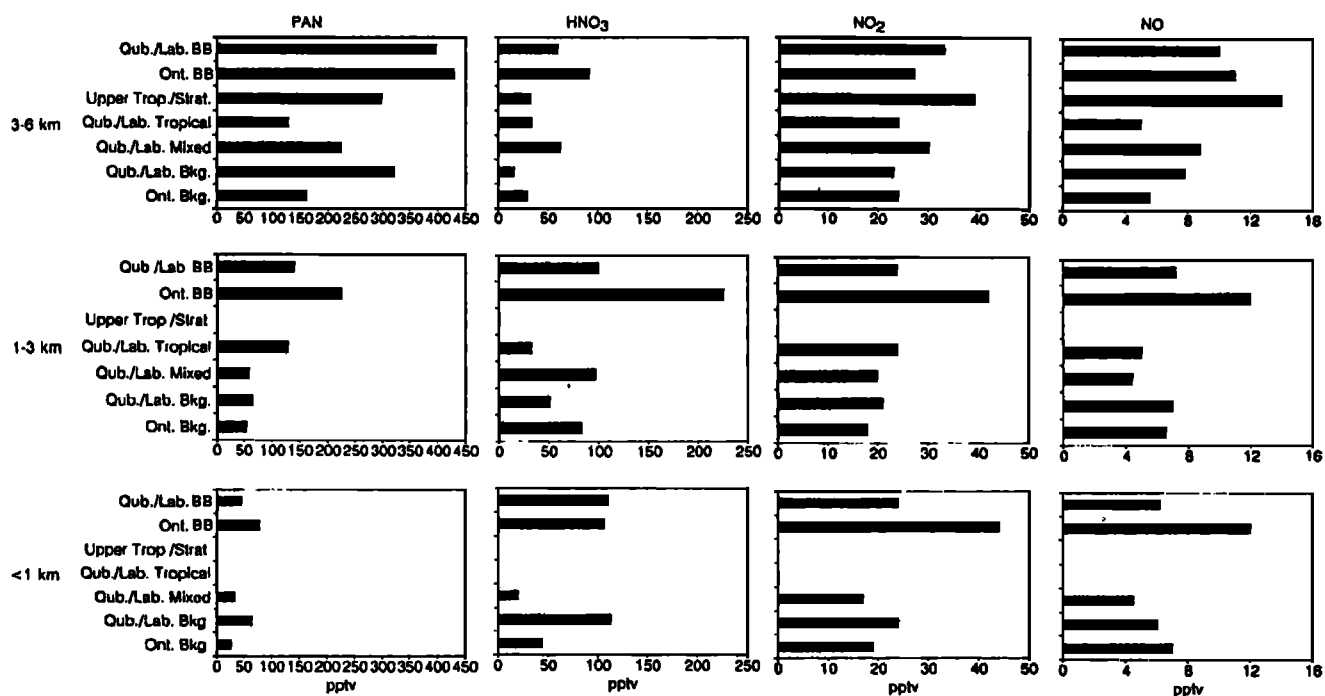 PAN HNO3 NO2 NO
3-6 km
Qub./Lab. BB
Ont. BB
Upper Trop./Strat.
Qub./Lab. Tropical
Qub./Lab. Mixed
Qub./Lab. Bkg.
Ont. Bkg.
0 50 100 150 200 250 300 350 400 450
0 50 100 150 200 250
0 10 20 30 40 50
0 4 8 12 16
1-3 km
Qub./Lab BB
Ont. BB
Upper Trop./Strat
Qub./Lab. Tropical
Qub./Lab. Mixed
Qub./Lab. Bkg.
Ont. Bkg.
0 50 100 150 200 250 300 350 400 450
0 50 100 150 200 250
0 10 20 30 40 50
0 4 8 12 16
<1 km
Qub./Lab. BB
Ont. BB
Upper Trop./Strat
Qub./Lab. Tropical
Qub./Lab. Mixed
Qub./Lab. Bkg
Ont. Bkg
0 50 100 150 200 250 300 350 400 450
0 50 100 150 200 250
0 10 20 30 40 50
0 4 8 12 16
pptv pptv pptv pptv